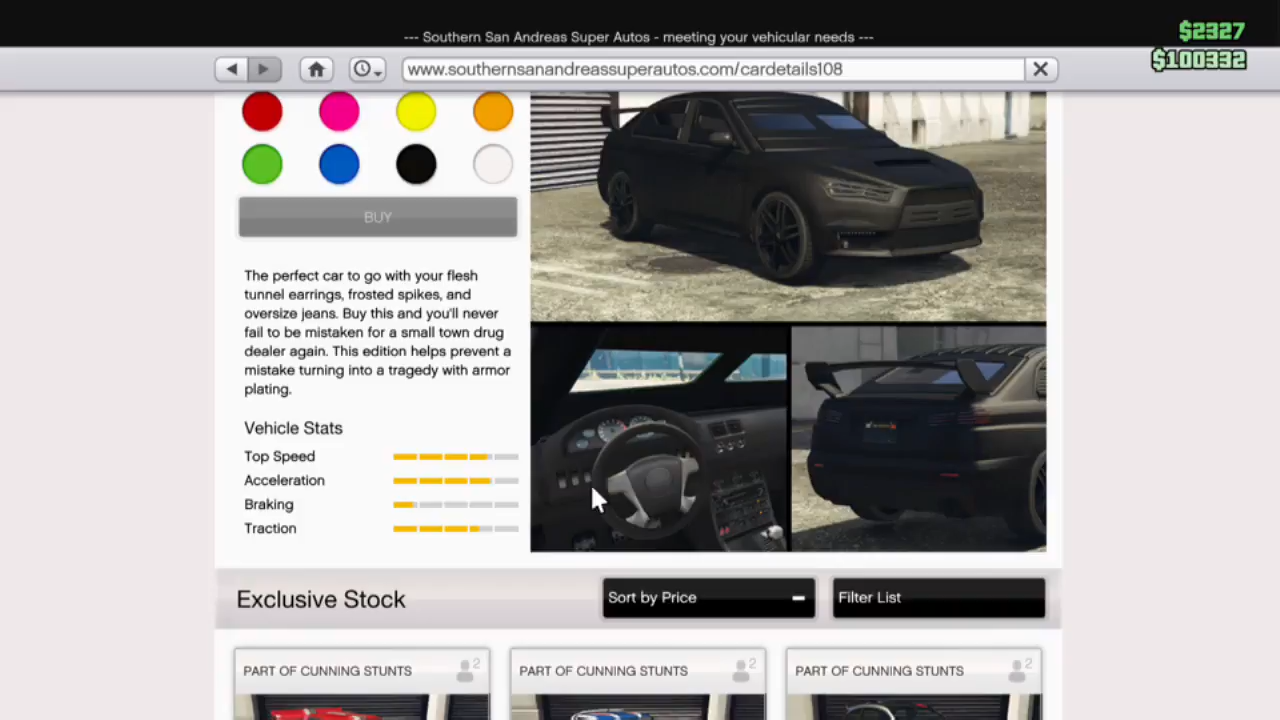 --- Southern San Andreas Super Autos - meeting your vehicular needs ---
$2327
$100332
www.southernsanandreassuperautos.com/cardetails108
BUY
The perfect car to go with your flesh
tunnel earrings, frosted spikes, and
oversize jeans. Buy this and you'll never
fail to be mistaken for a small town drug
dealer again. This edition helps prevent a
mistake turning into a tragedy with armor
plating.
Vehicle Stats
Top Speed
Acceleration
Braking
Traction
Exclusive Stock
Sort by Price
Filter List
PART OF CUNNING STUNTS
2
PART OF CUNNING STUNTS
2
PART OF CUNNING STUNTS
2